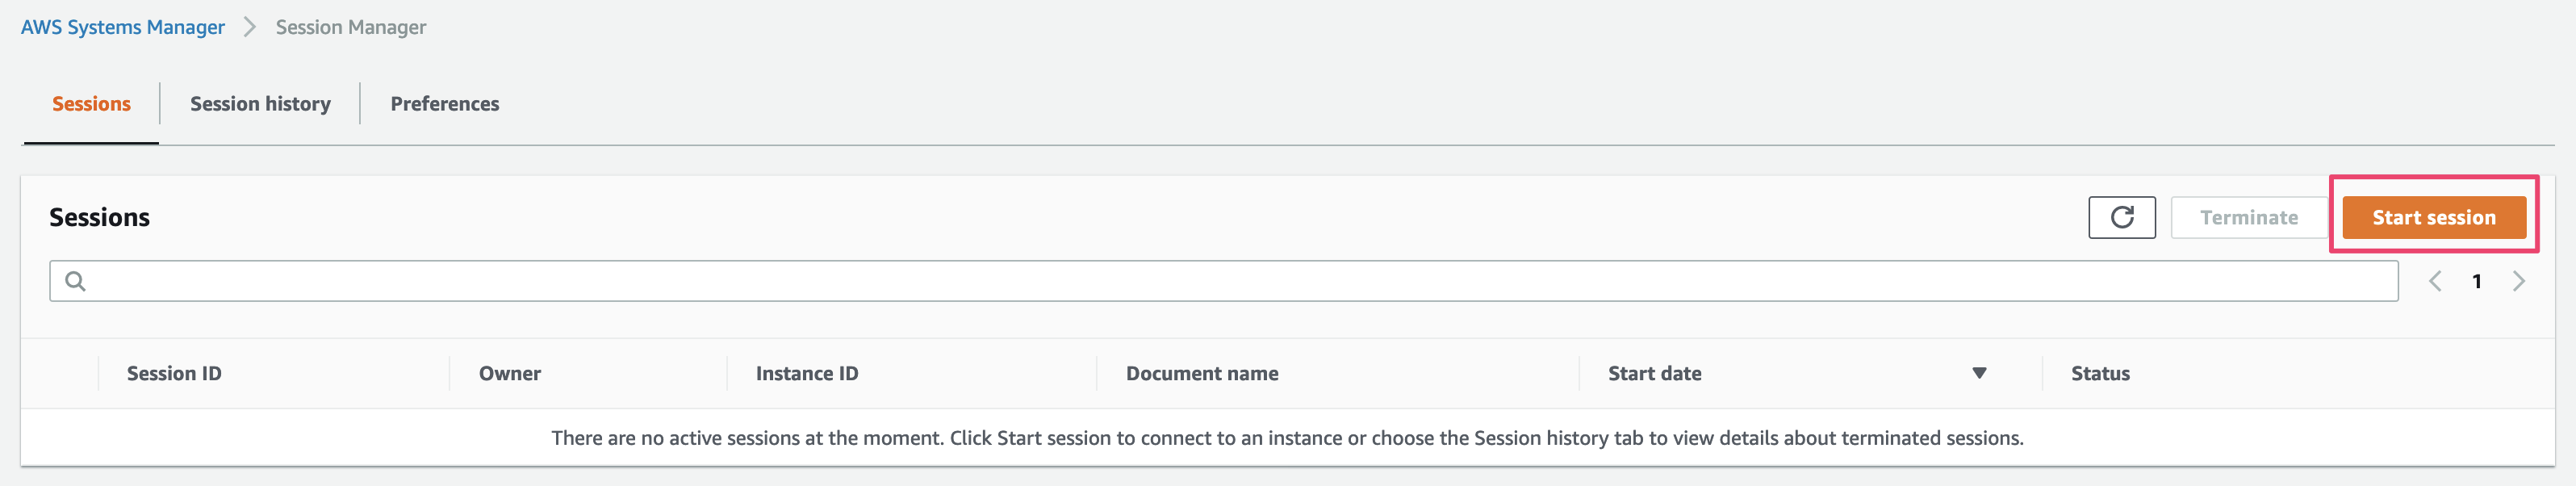 AWS Systems Manager > Session Manager
Sessions Session history Preferences
Sessions Terminate Start session
1
Session ID Owner Instance ID Document name Start date Status
There are no active sessions at the moment. Click Start session to connect to an instance or choose the Session history tab to view details about terminated sessions.